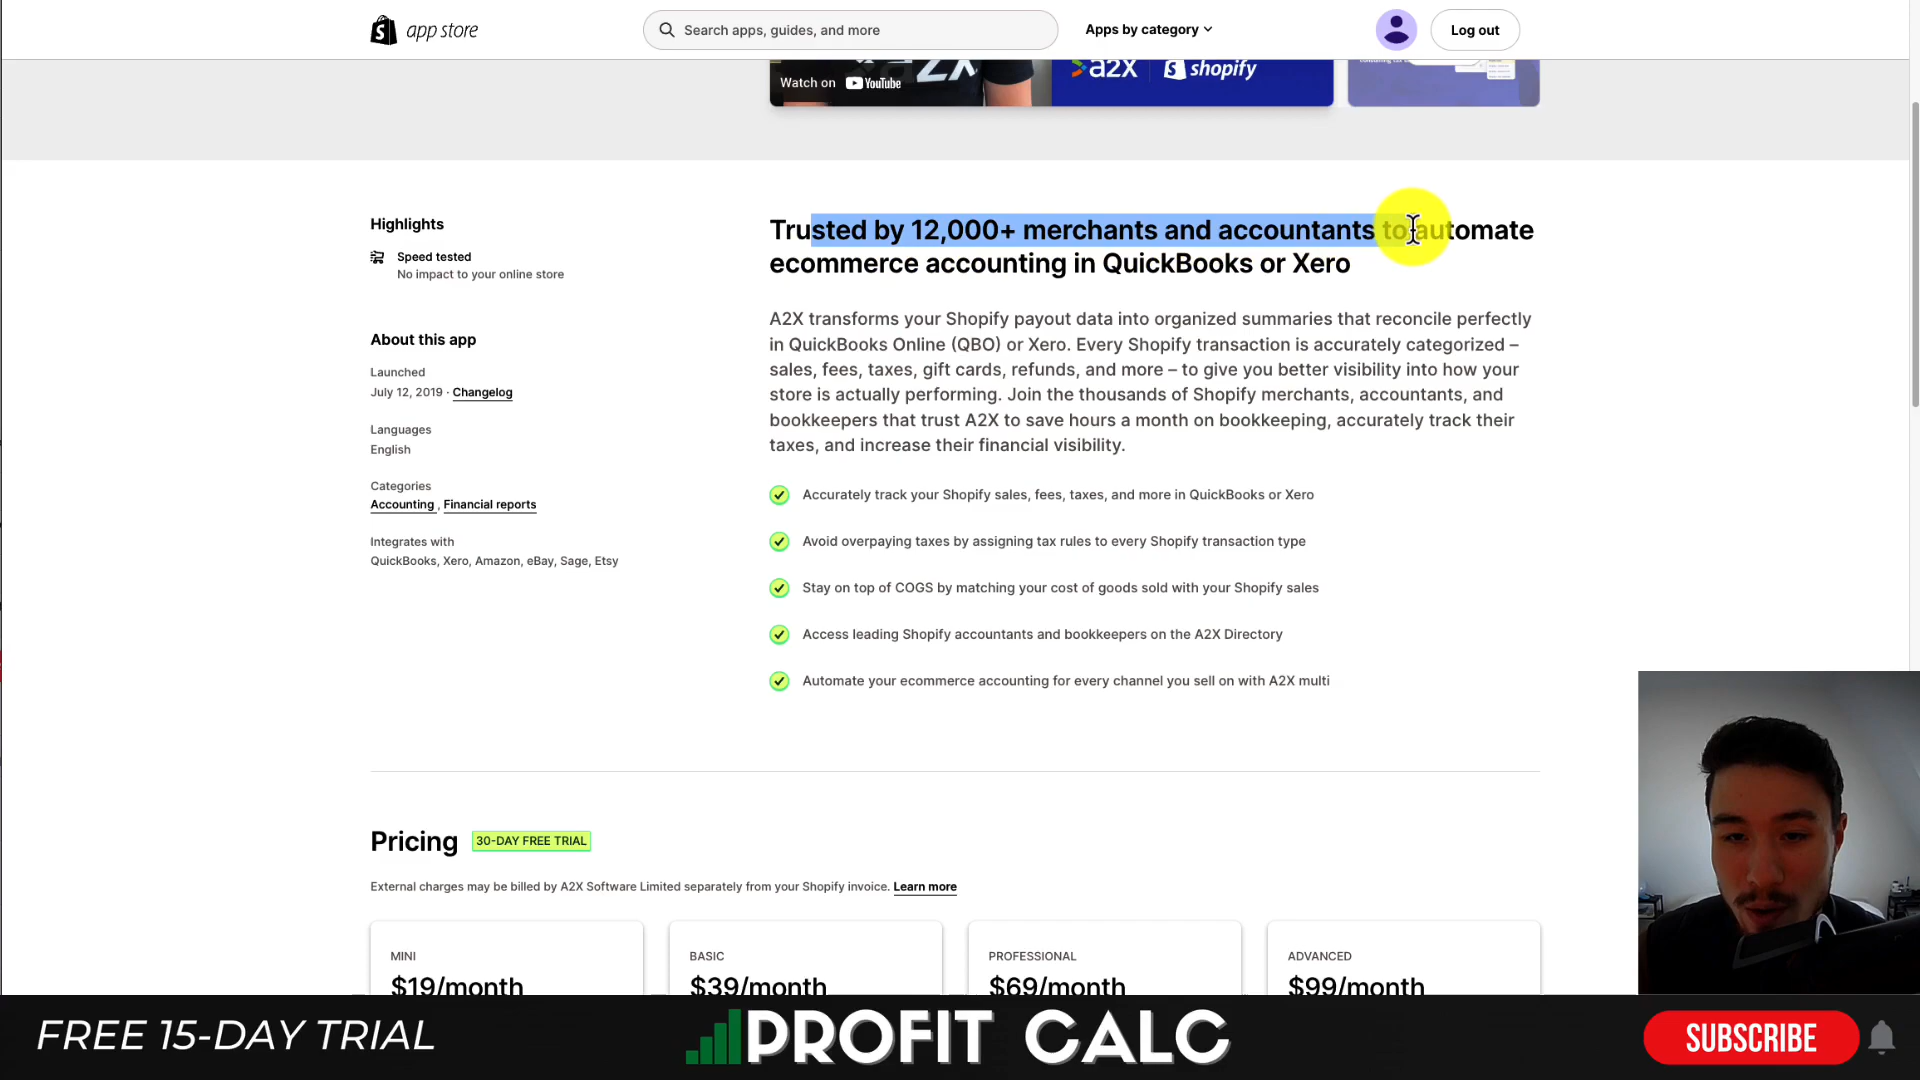 app store
Search apps, guides, and more
Apps by category
Log out
Watch on YouTube
a2x
a2x shopify
Trusted by 12,000+ merchants and accountants to automate
ecommerce accounting in QuickBooks or Xero
Highlights
Speed tested
No impact to your online store
About this app
Launched
July 12, 2019 · Changelog
Languages
English
Categories
Accounting , Financial reports
Integrates with
QuickBooks, Xero, Amazon, eBay, Sage, Etsy
A2X transforms your Shopify payout data into organized summaries that reconcile perfectly
in QuickBooks Online (QBO) or Xero. Every Shopify transaction is accurately categorized –
sales, fees, taxes, gift cards, refunds, and more – to give you better visibility into how your
store is actually performing. Join the thousands of Shopify merchants, accountants, and
bookkeepers that trust A2X to save hours a month on bookkeeping, accurately track their
taxes, and increase their financial visibility.
Accurately track your Shopify sales, fees, taxes, and more in QuickBooks or Xero
Avoid overpaying taxes by assigning tax rules to every Shopify transaction type
Stay on top of COGS by matching your cost of goods sold with your Shopify sales
Access leading Shopify accountants and bookkeepers on the A2X Directory
Automate your ecommerce accounting for every channel you sell on with A2X multi
Pricing
30-DAY FREE TRIAL
External charges may be billed by A2X Software Limited separately from your Shopify invoice. Learn more
MINI
$19/month
BASIC
$39/month
PROFESSIONAL
$69/month
ADVANCED
$99/month
FREE 15-DAY TRIAL
PROFIT CALC
SUBSCRIBE